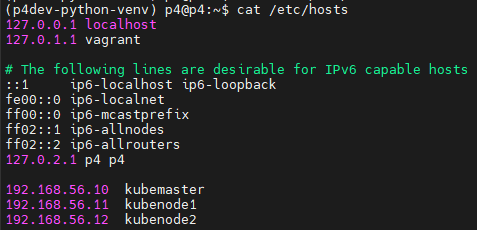 (p4dev-python-venv) p4@p4:~$ cat /etc/hosts
127.0.0.1 localhost
127.0.1.1 vagrant
# The following lines are desirable for IPv6 capable hosts
::1     ip6-localhost ip6-loopback
fe00::0 ip6-localnet
ff00::0 ip6-mcastprefix
ff02::1 ip6-allnodes
ff02::2 ip6-allrouters
127.0.2.1 p4 p4
192.168.56.10  kubemaster
192.168.56.11  kubenode1
192.168.56.12  kubenode2